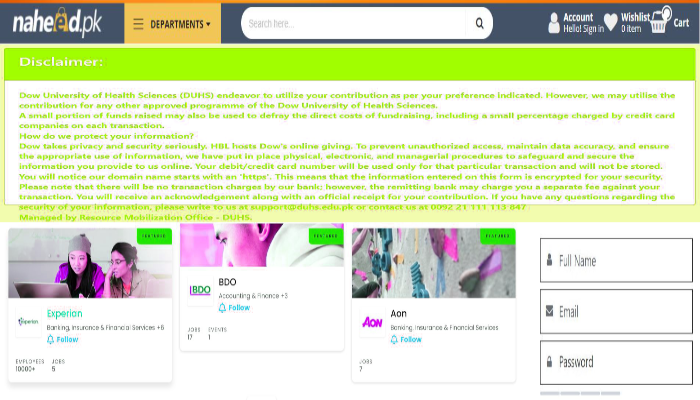 naheed.pk
DEPARTMENTS
Search here...
Account
Hello! Sign in
Wishlist
0 item
0
Cart
Disclaimer:
Dow University of Health Sciences (DUHS) endeavor to utilize your contribution as per your preference indicated. However, we may utilise the
contribution for any other approved programme of the Dow University of Health Sciences.
A small portion of funds raised may also be used to defray the direct costs of fundraising, including a small percentage charged by credit card
companies on each transaction.
How do we protect your information?
Dow takes privacy and security seriously. HBL hosts Dow's online giving. To prevent unauthorized access, maintain data accuracy, and ensure
the appropriate use of information, we have put in place physical, electronic, and managerial procedures to safeguard and secure the
information you provide to us online. Your debit/credit card number will be used only for that particular transaction and will not be stored.
You will notice our domain name starts with an 'https'. This means that the information entered on this form is encrypted for your security.
Please note that there will be no transaction charges by our bank; however, the remitting bank may charge you a separate fee against your
transaction. You will receive an acknowledgement along with an official receipt for your contribution. If you have any questions regarding the
security of your information, please write to us at support@duhs.edu.pk or contact us at 0092 21 111 113 847
Managed by Resource Mobilisation Office - DUHS.
FEATURED
FEATURED
FEATURED
Experian
Experian
Banking, Insurance & Financial Services +6
Follow
EMPLOYEES JOBS
10000+ 5
BDO
BDO
Accounting & Finance +3
Follow
JOBS EVENTS
17 1
AON
Aon
Banking, Insurance & Financial Services
Follow
JOBS
7
Full Name
Email
Password